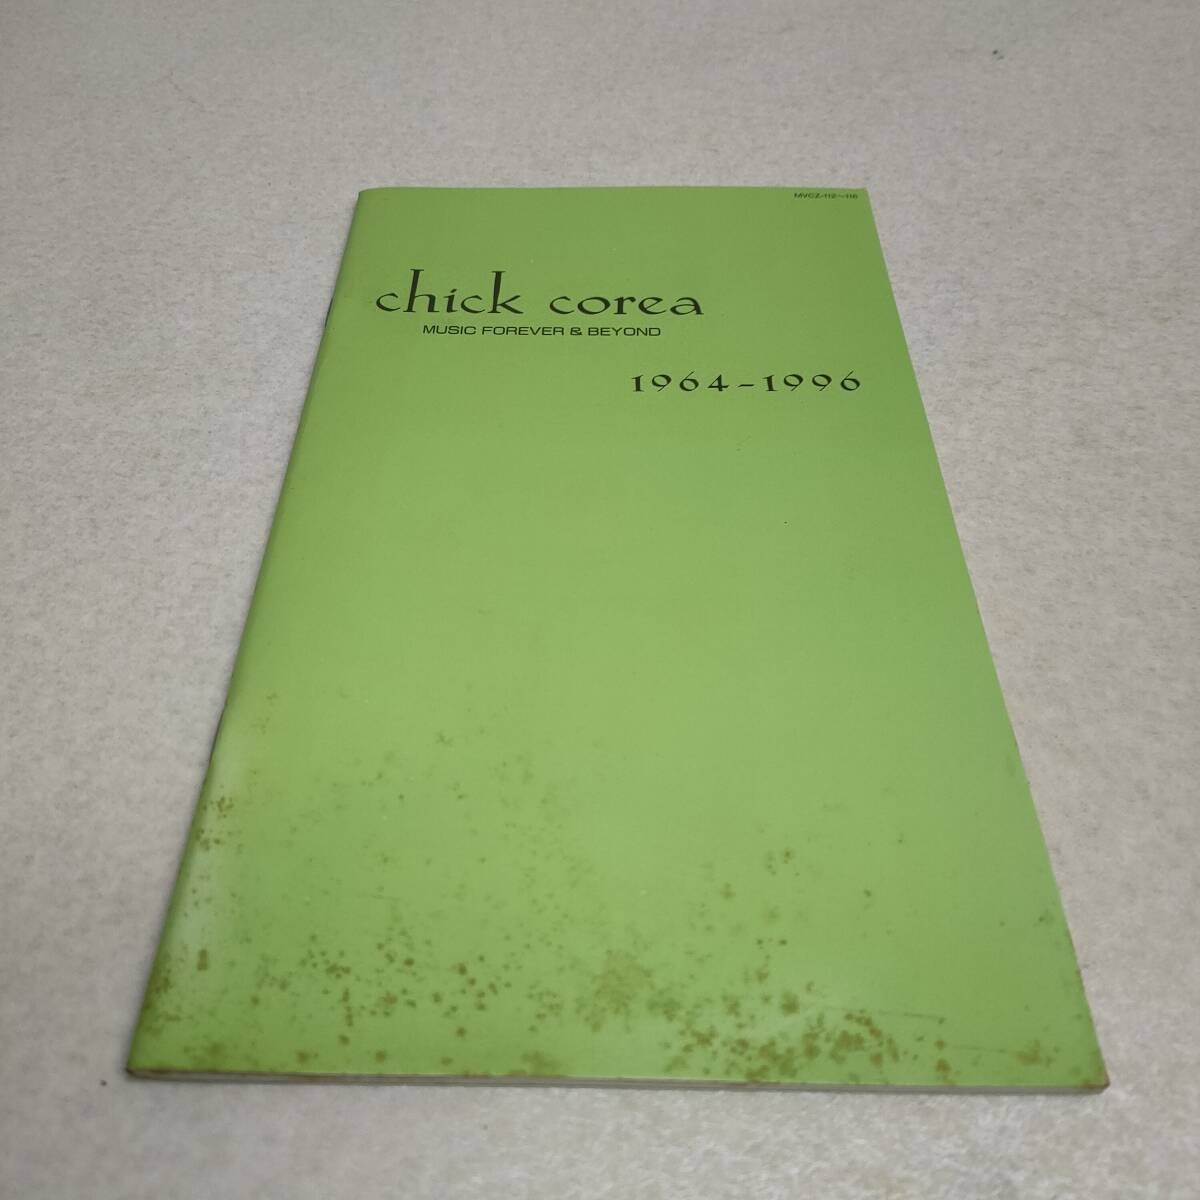 MVCZ-112~116
chick corea
MUSIC FOREVER & BEYOND
1964-1996